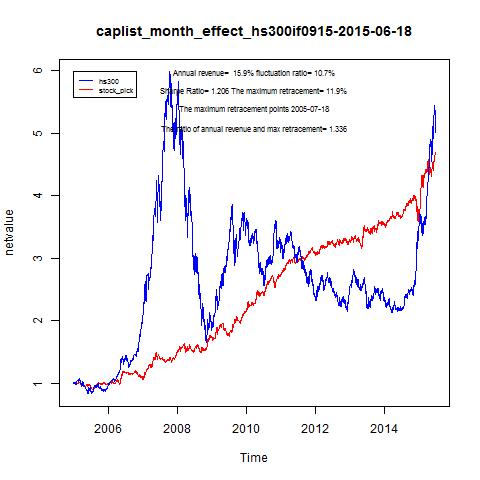 caplist_month_effect_hs300if0915-2015-06-18
hs300
stock_pick
Annual revenue= 15.9% fluctuation ratio= 10.7%
Sharpe Ratio= 1.206 The maximum retracement= 11.9%
The maximum retracement points 2005-07-18
The ratio of annual revenue and max retracement= 1.336
6
5
4
3
2
1
netvalue
2006 2008 2010 2012 2014
Time